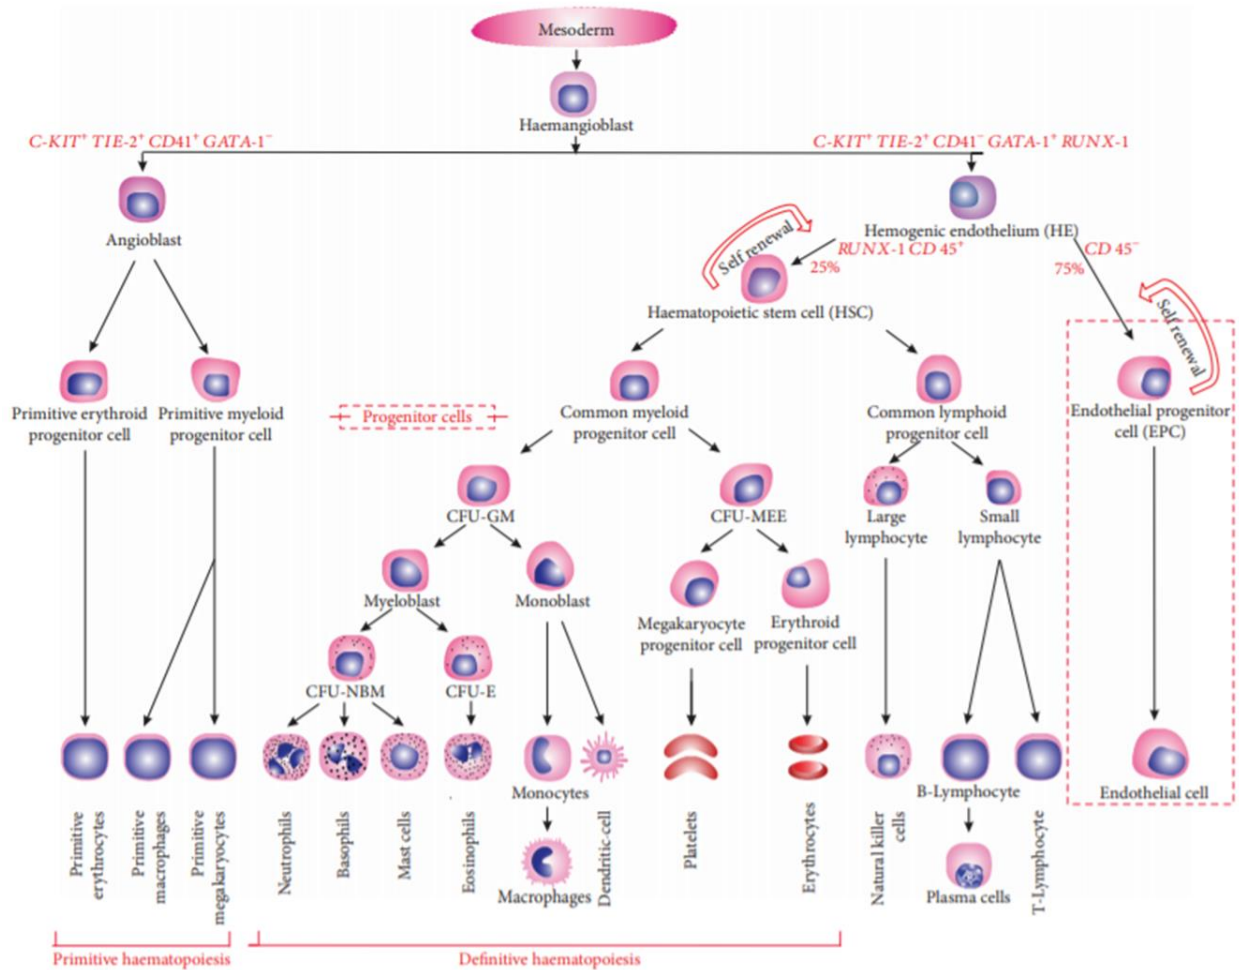 Mesoderm
Haemangioblast
C-KIT⁺ TIE-2⁺ CD41⁺ GATA-1⁻
C-KIT⁺ TIE-2⁺ CD41⁻ GATA-1⁺ RUNX-1
Angioblast
Hemogenic endothelium (HE)
Self renewal
RUNX-1 CD 45⁺
25%
CD 45⁻
75%
Haematopoietic stem cell (HSC)
Self renewal
Primitive erythroid
progenitor cell
Primitive myeloid
progenitor cell
Progenitor cells
Common myeloid
progenitor cell
Common lymphoid
progenitor cell
Endothelial progenitor
cell (EPC)
CFU-GM
CFU-MEE
Large
lymphocyte
Small
lymphocyte
Myeloblast
Monoblast
Megakaryocyte
progenitor cell
Erythroid
progenitor cell
CFU-NBM
CFU-E
Monocytes
B-Lymphocyte
Endothelial cell
Primitive
erythrocytes
Primitive
macrophages
Primitive
megakaryocytes
Neutrophils
Basophils
Mast cells
Eosinophils
Macrophages
Dendritic-cell
Platelets
Erythrocytes
Natural killer
cells
Plasma cells
T-Lymphocyte
Primitive haematopoiesis
Definitive haematopoiesis